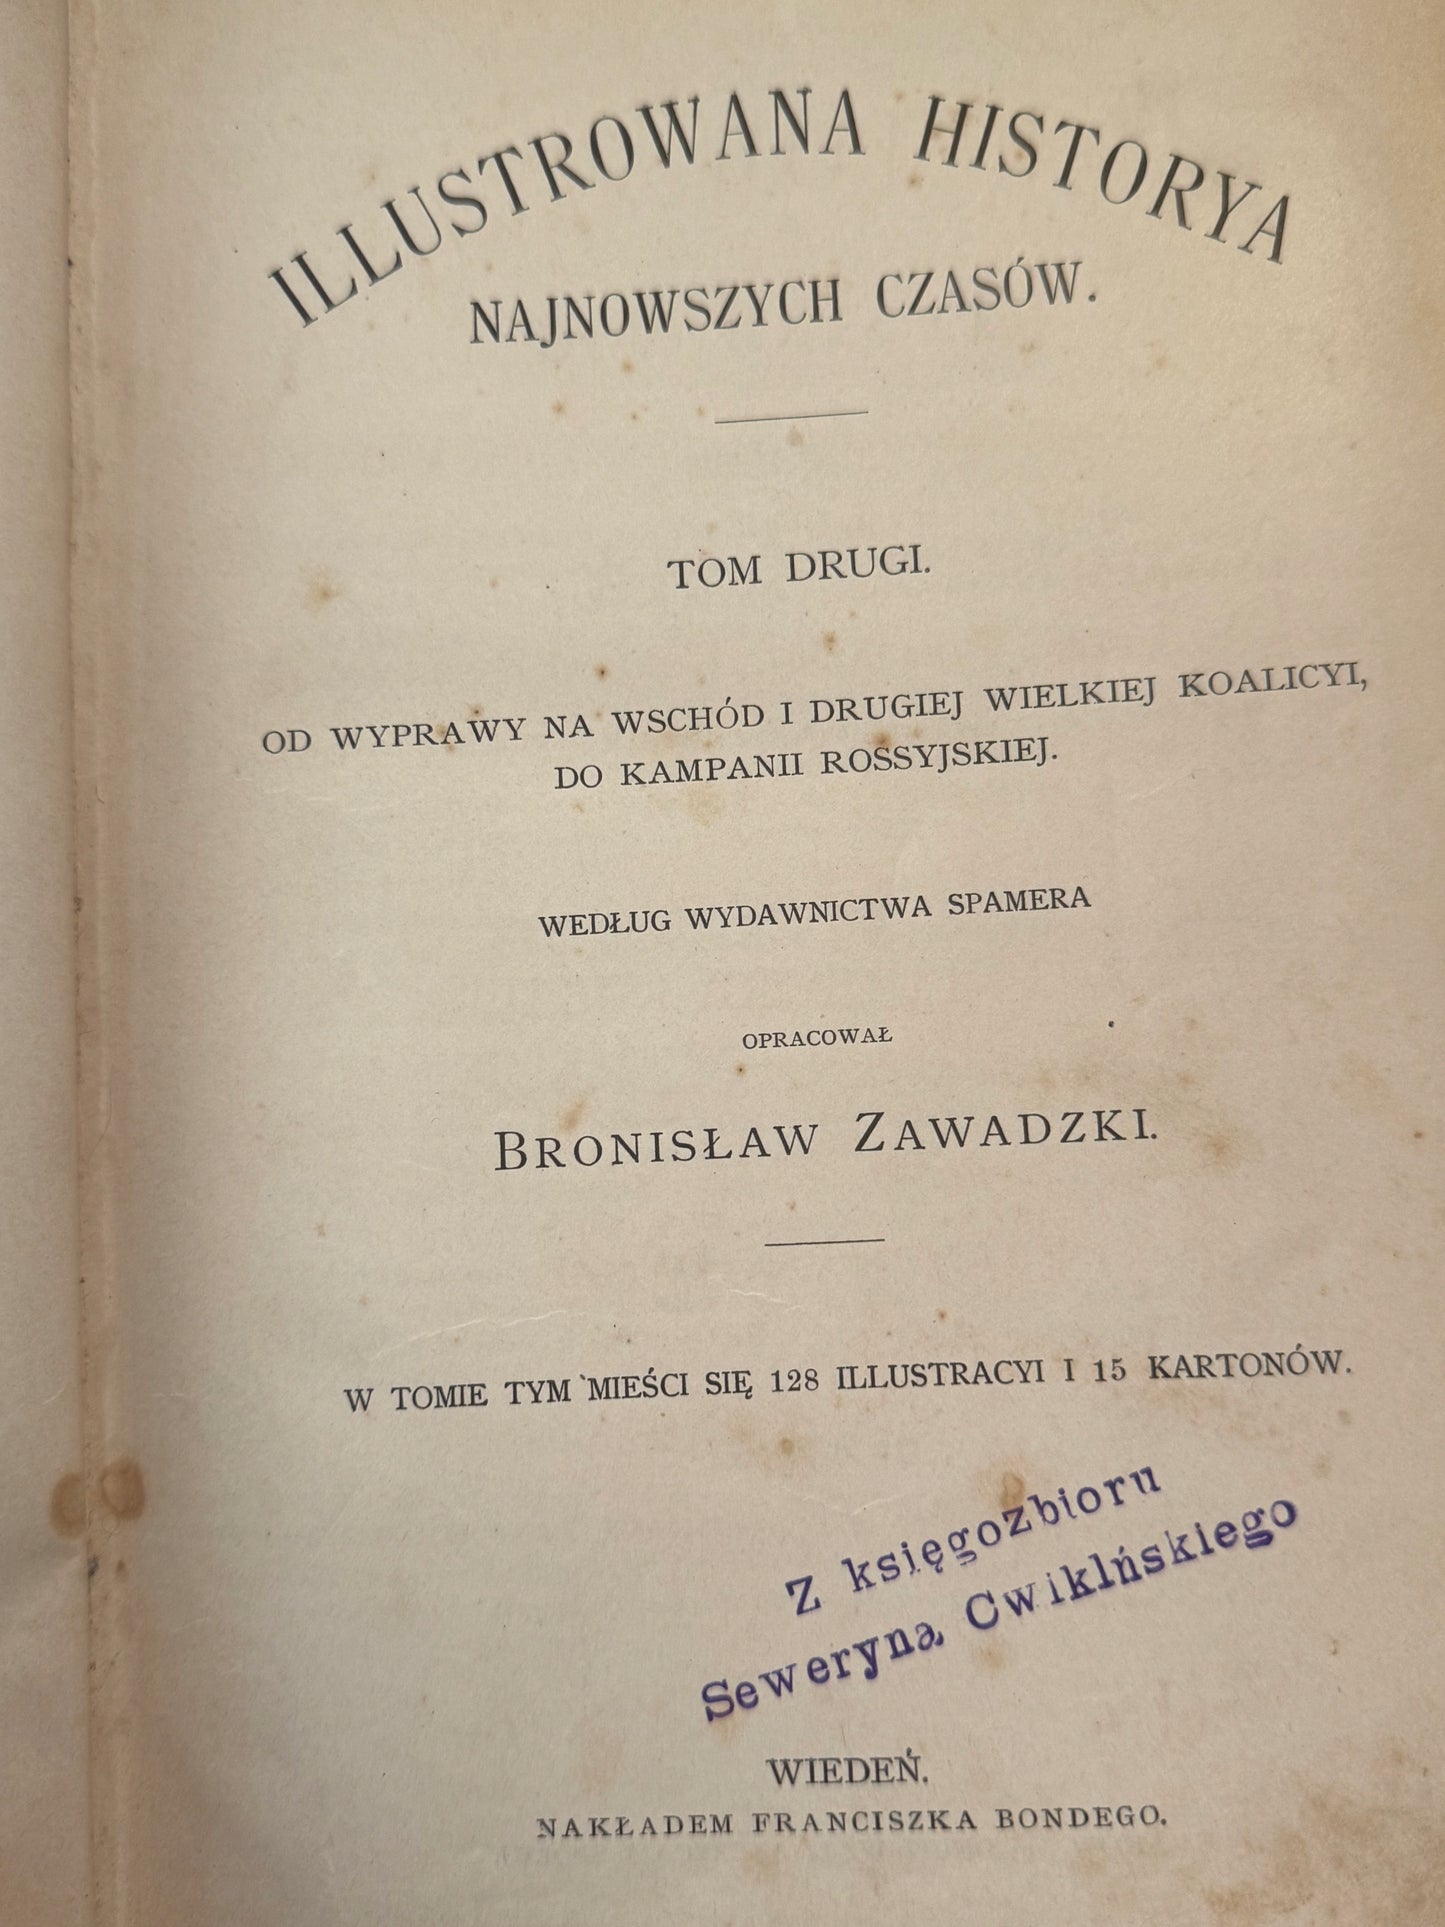 ILLUSTROWANA HISTORYA
NAJNOWSZYCH CZASÓW.
TOM DRUGI.
OD WYPRAWY NA WSCHÓD I DRUGIEJ WIELKIEJ KOALICYI,
DO KAMPANII ROSSYJSKIEJ.
WEDŁUG WYDAWNICTWA SPAMERA
OPRACOWAŁ
BRONISŁAW ZAWADZKI.
W TOMIE TYM MIEŚCI SIĘ 128 ILLUSTRACYI I 15 KARTONÓW.
Z księgozbioru
Seweryna Cwiklńskiego
WIEDEŃ.
NAKŁADEM FRANCISZKA BONDEGO.